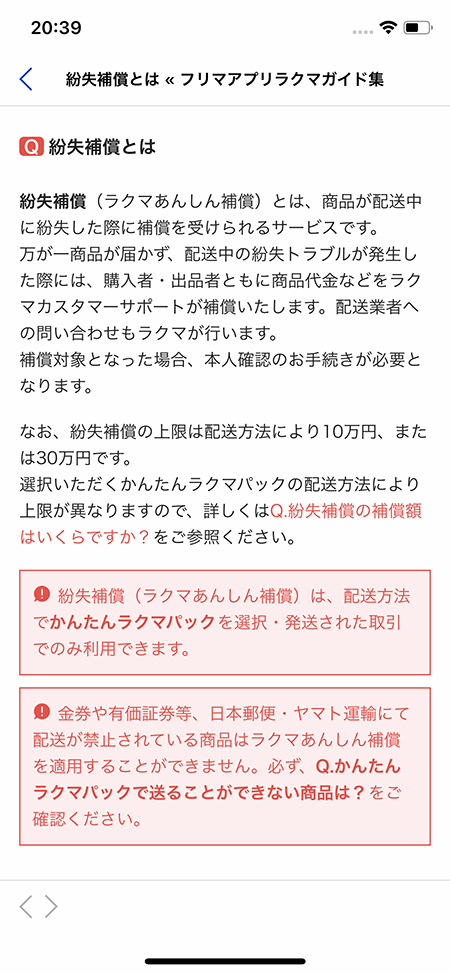 20:39
紛失補償とは « フリマアプリラクマガイド集
Q 紛失補償とは
紛失補償（ラクマあんしん補償）とは、商品が配送中
に紛失した際に補償を受けられるサービスです。
万が一商品が届かず、配送中の紛失トラブルが発生し
た際には、購入者・出品者ともに商品代金などをラク
マカスタマーサポートが補償いたします。配送業者へ
の問い合わせもラクマが行います。
補償対象となった場合、本人確認のお手続きが必要と
なります。
なお、紛失補償の上限は配送方法により10万円、また
は30万円です。
選択いただくかんたんラクマパックの配送方法により
上限が異なりますので、詳しくはQ.紛失補償の補償額
はいくらですか？をご参照ください。
紛失補償（ラクマあんしん補償）は、配送方法
でかんたんラクマパックを選択・発送された取引
でのみ利用できます。
金券や有価証券等、日本郵便・ヤマト運輸にて
配送が禁止されている商品はラクマあんしん補償
を適用することができません。必ず、Q.かんたん
ラクマパックで送ることができない商品は？をご
確認ください。